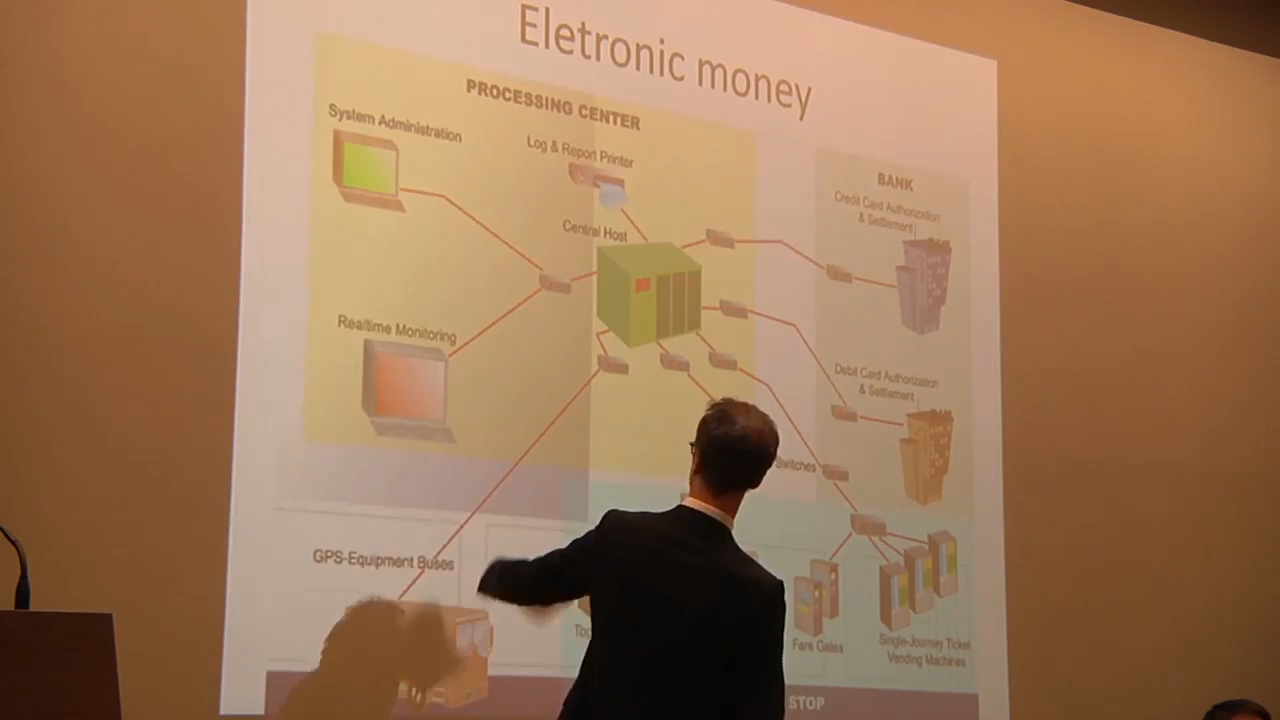 Eletronic money
PROCESSING CENTER
System Administration
Log & Report Printer
BANK
Credit Card Authorization
& Settlement
Central Host
Realtime Monitoring
Debit Card Authorization
& Settlement
Switches
GPS-Equipment Buses
Fare Gates
Single-Journey Ticket
Vending Machines
STOP